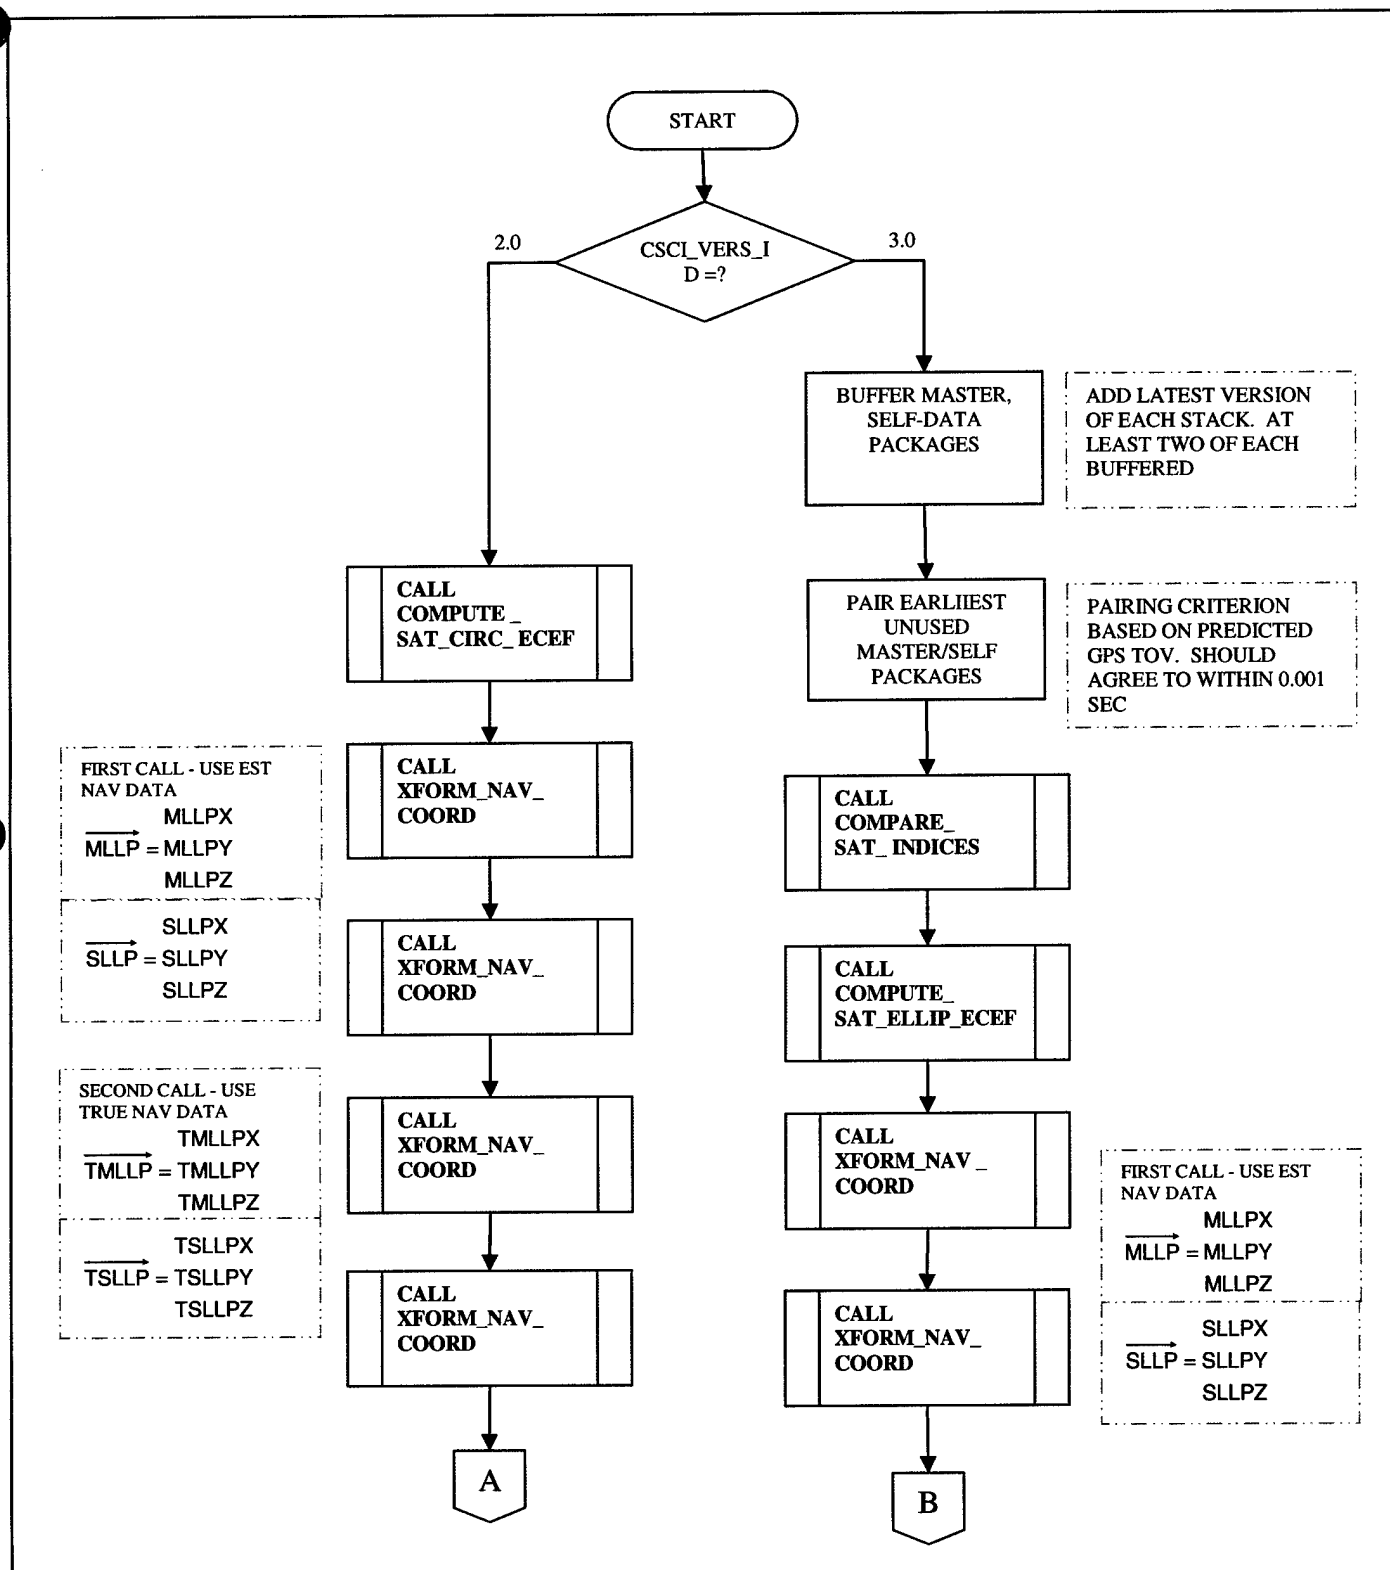 START
CSCI_VERS_I
D =?
2.0
3.0
BUFFER MASTER,
SELF-DATA
PACKAGES
ADD LATEST VERSION
OF EACH STACK. AT
LEAST TWO OF EACH
BUFFERED
PAIR EARLIIEST
UNUSED
MASTER/SELF
PACKAGES
PAIRING CRITERION
BASED ON PREDICTED
GPS TOV. SHOULD
AGREE TO WITHIN 0.001
SEC
CALL
COMPUTE _
SAT_CIRC_ ECEF
FIRST CALL - USE EST
NAV DATA
MLLPX
MLLP = MLLPY
MLLPZ
SLLPX
SLLP = SLLPY
SLLPZ
CALL
XFORM_NAV_
COORD
CALL
XFORM_NAV_
COORD
SECOND CALL - USE
TRUE NAV DATA
TMLLPX
TMLLP = TMLLPY
TMLLPZ
TSLLPX
TSLLP = TSLLPY
TSLLPZ
CALL
XFORM_NAV_
COORD
CALL
XFORM_NAV_
COORD
A
CALL
COMPARE_
SAT_ INDICES
CALL
COMPUTE_
SAT_ELLIP_ECEF
CALL
XFORM_NAV _
COORD
CALL
XFORM_NAV_
COORD
FIRST CALL - USE EST
NAV DATA
MLLPX
MLLP = MLLPY
MLLPZ
SLLPX
SLLP = SLLPY
SLLPZ
B